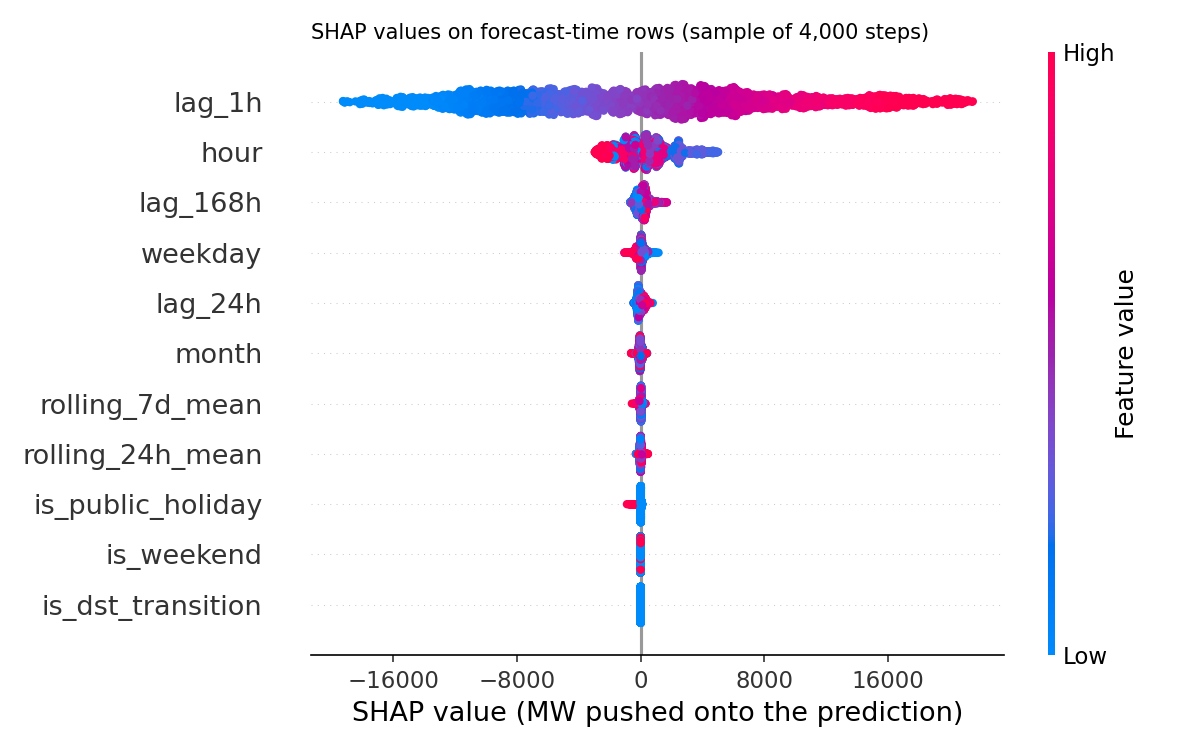 SHAP values on forecast-time rows (sample of 4,000 steps)
High
lag_1h
hour
lag_168h
weekday
lag_24h
month
rolling_7d_mean
rolling_24h_mean
is_public_holiday
is_weekend
is_dst_transition
Feature value
Low
−16000 −8000 0 8000 16000
SHAP value (MW pushed onto the prediction)